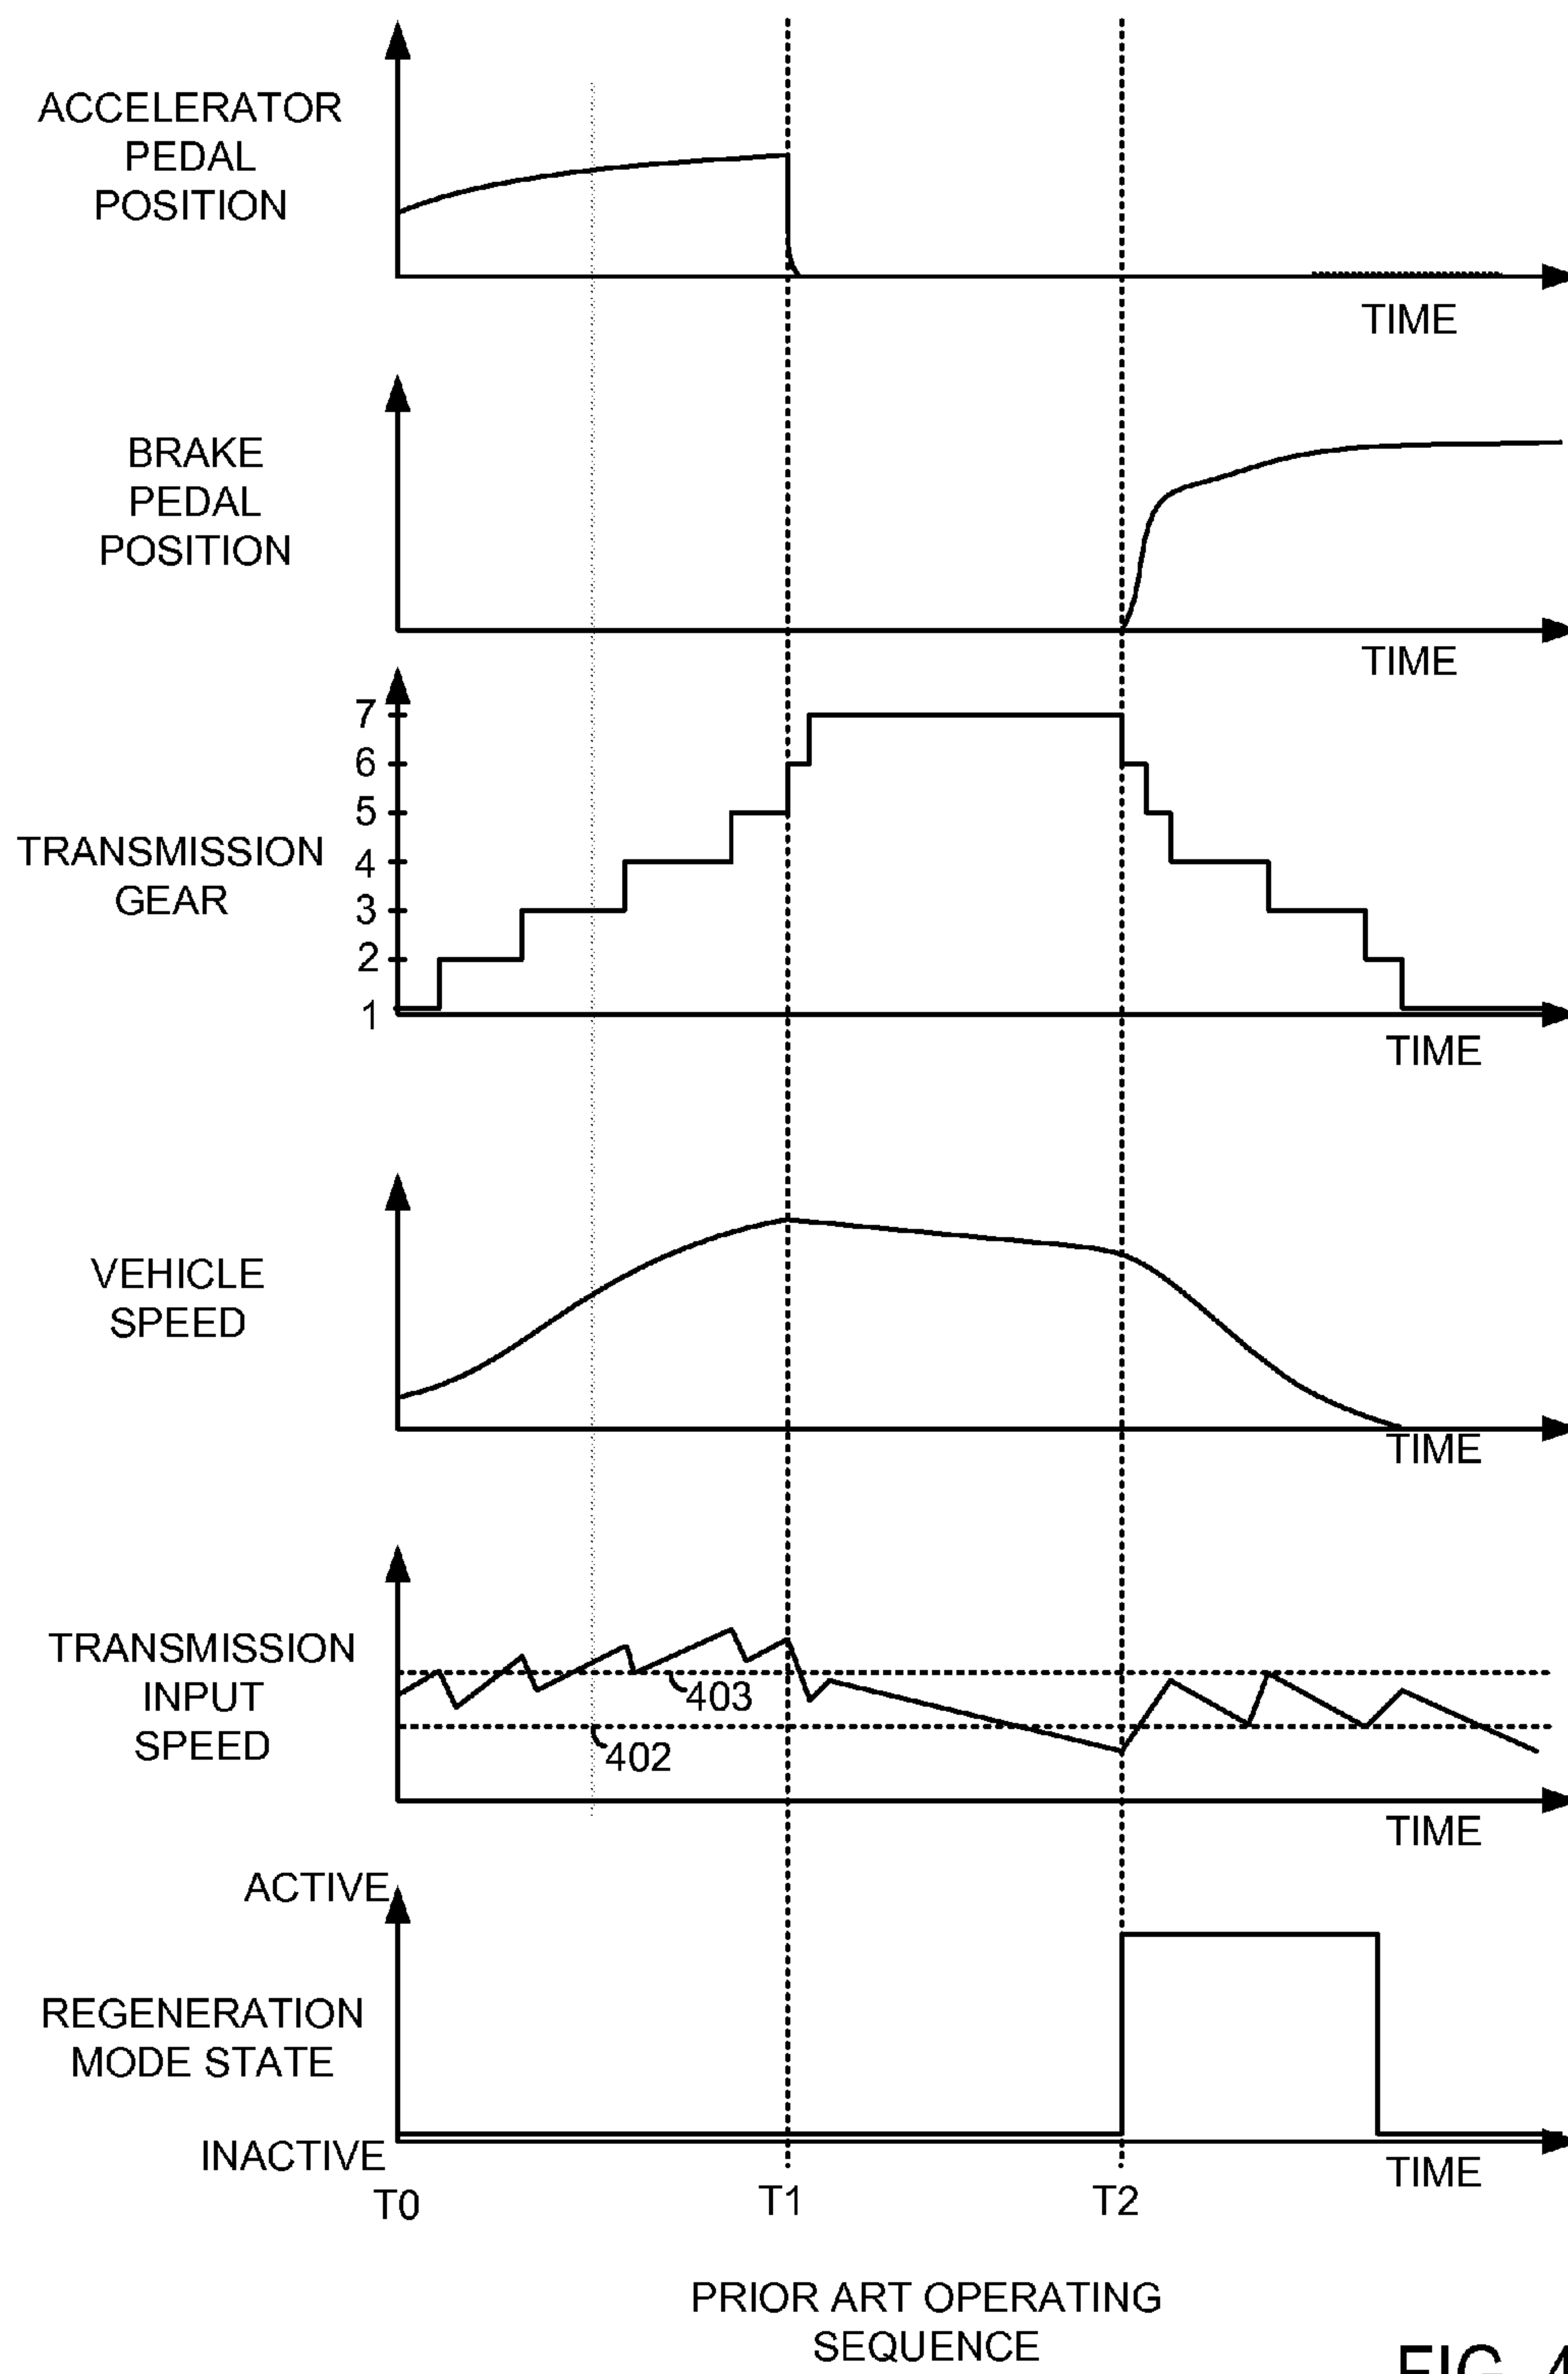 ACCELERATOR
PEDAL
POSITION
TIME
BRAKE
PEDAL
POSITION
TIME
7
6
5
4
3
2
1
TRANSMISSION
GEAR
TIME
VEHICLE
SPEED
TIME
TRANSMISSION
INPUT
SPEED
403
402
TIME
ACTIVE
REGENERATION
MODE STATE
INACTIVE
TIME
T0 T1 T2
PRIOR ART OPERATING
SEQUENCE
FIG. 4